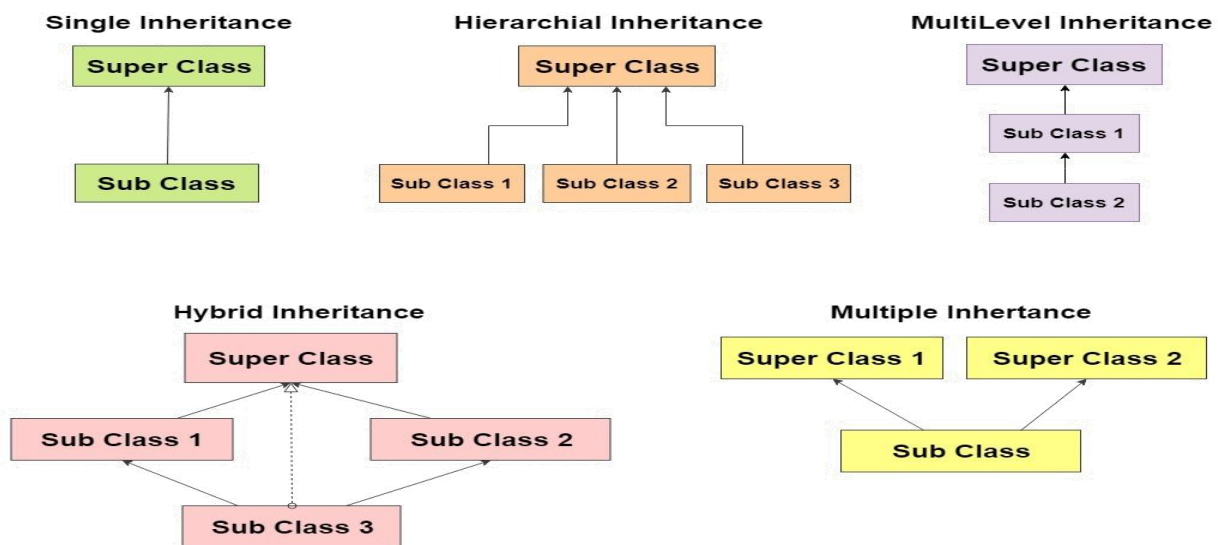 Single Inheritance
Super Class
Sub Class
Hierarchial Inheritance
Super Class
Sub Class 1
Sub Class 2
Sub Class 3
MultiLevel Inheritance
Super Class
Sub Class 1
Sub Class 2
Hybrid Inheritance
Super Class
Sub Class 1
Sub Class 2
Sub Class 3
Multiple Inhertance
Super Class 1
Super Class 2
Sub Class